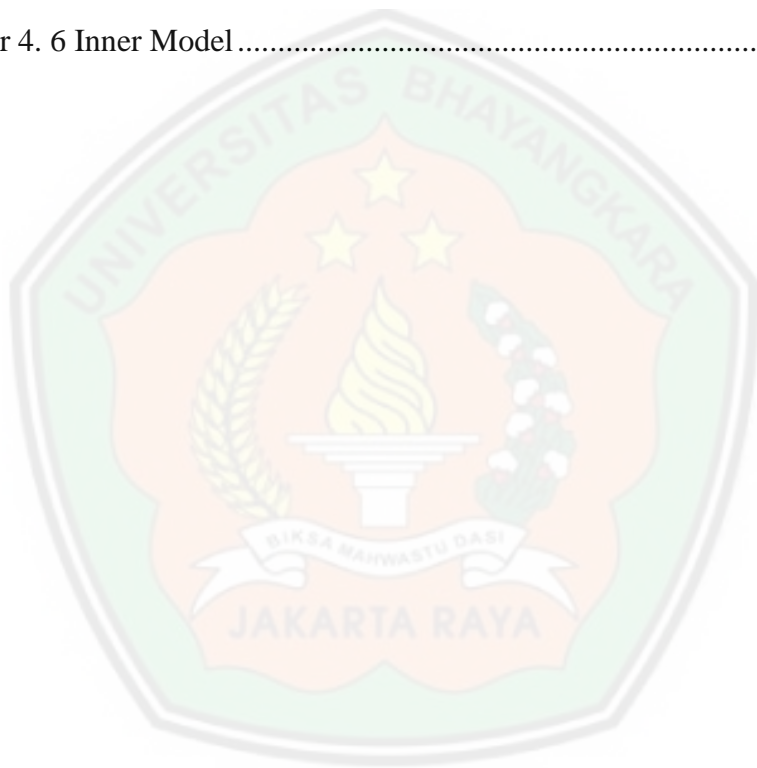 r 4. 6 Inner Model.......................................................
UNIVERSITAS BHAYANGKARA
BIKSA MAHWASTU DASI
JAKARTA RAYA